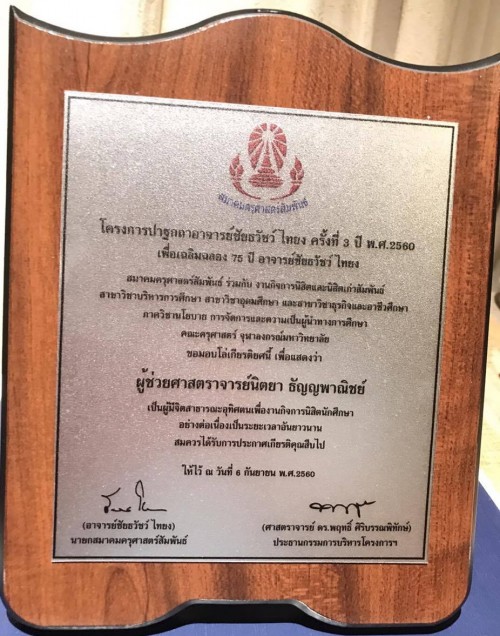 สมาคมครุศาสตร์สัมพันธ์
โครงการปาฐกถาอาจารย์ชัยธวัชว์ ไทยง ครั้งที่ 3 ปี พ.ศ.2560
เพื่อเฉลิมฉลอง 75 ปี อาจารย์ชัยธวัชว์ ไทยง
สมาคมครุศาสตร์สัมพันธ์ ร่วมกับ งานกิจการนิสิตและนิสิตเก่าสัมพันธ์
สาขาวิชาบริหารการศึกษา สาขาวิชาอุดมศึกษา และสาขาวิชาธุรกิจและอาชีวศึกษา
ภาควิชานโยบาย การจัดการและความเป็นผู้นำทางการศึกษา
คณะครุศาสตร์ จุฬาลงกรณ์มหาวิทยาลัย
ขอมอบโล่เกียรติยศนี้ เพื่อแสดงว่า
ผู้ช่วยศาสตราจารย์นิตยา ธัญญพาณิชย์
เป็นผู้มีจิตสาธารณะอุทิศตนเพื่องานกิจการนิสิตนักศึกษา
อย่างต่อเนื่องเป็นระยะเวลาอันยาวนาน
สมควรได้รับการประกาศเกียรติคุณสืบไป
ให้ไว้ ณ วันที่ 6 กันยายน พ.ศ.2560
(อาจารย์ชัยธวัชว์ ไทยง)
นายกสมาคมครุศาสตร์สัมพันธ์
(ศาสตราจารย์ ดร.พฤทธิ์ ศิริบรรณพิทักษ์)
ประธานกรรมการบริหารโครงการฯ